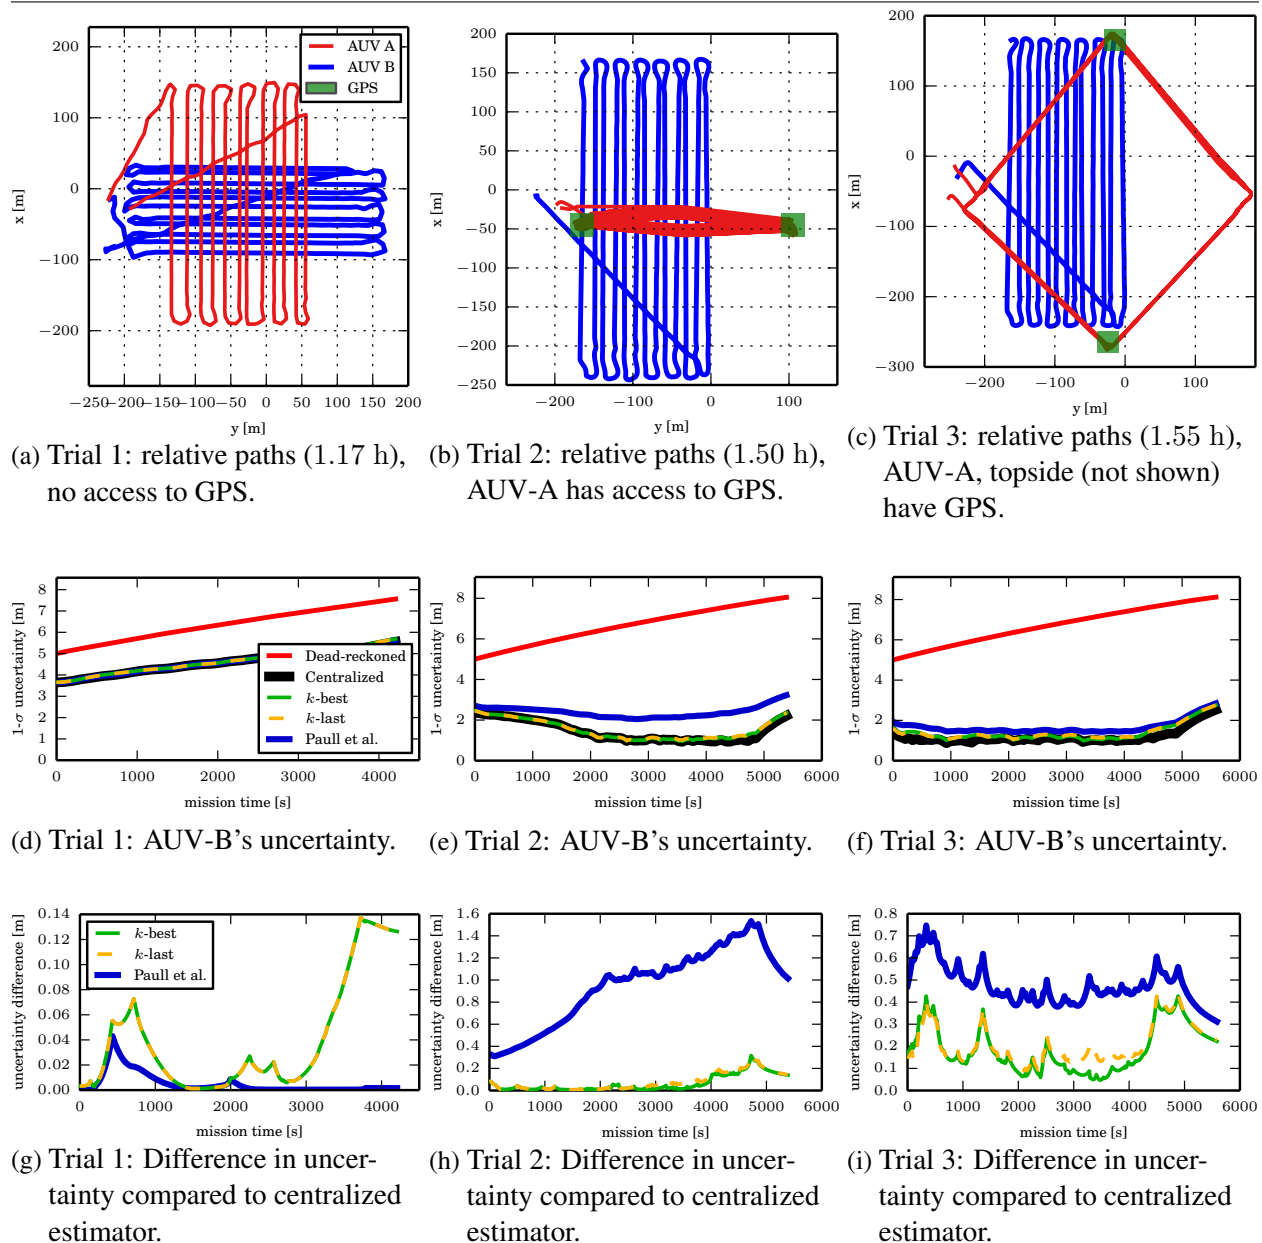 200
100
0
−100
−200
x [m]
AUV A
AUV B
GPS
−250−200−150−100−50 0 50 100 150 200
y [m]
(a) Trial 1: relative paths (1.17 h),
no access to GPS.
200
150
100
50
0
−50
−100
−150
−200
−250
x [m]
−200 −100 0 100
y [m]
(b) Trial 2: relative paths (1.50 h),
AUV-A has access to GPS.
200
100
0
−100
−200
−300
x [m]
−200 −100 0 100
y [m]
(c) Trial 3: relative paths (1.55 h),
AUV-A, topside (not shown)
have GPS.
8
7
6
5
4
3
2
1
0
1-σ uncertainty [m]
Dead-reckoned
Centralized
k-best
k-last
Paull et al.
0 1000 2000 3000 4000
mission time [s]
(d) Trial 1: AUV-B's uncertainty.
8
6
4
2
0
1-σ uncertainty [m]
0 1000 2000 3000 4000 5000 6000
mission time [s]
(e) Trial 2: AUV-B's uncertainty.
8
6
4
2
0
1-σ uncertainty [m]
0 1000 2000 3000 4000 5000 6000
mission time [s]
(f) Trial 3: AUV-B's uncertainty.
0.14
0.12
0.10
0.08
0.06
0.04
0.02
0.00
uncertainty difference [m]
k-best
k-last
Paull et al.
0 1000 2000 3000 4000
mission time [s]
(g) Trial 1: Difference in uncer-
tainty compared to centralized
estimator.
1.6
1.4
1.2
1.0
0.8
0.6
0.4
0.2
0.0
uncertainty difference [m]
0 1000 2000 3000 4000 5000 6000
mission time [s]
(h) Trial 2: Difference in uncer-
tainty compared to centralized
estimator.
0.8
0.7
0.6
0.5
0.4
0.3
0.2
0.1
0.0
uncertainty difference [m]
0 1000 2000 3000 4000 5000 6000
mission time [s]
(i) Trial 3: Difference in uncer-
tainty compared to centralized
estimator.